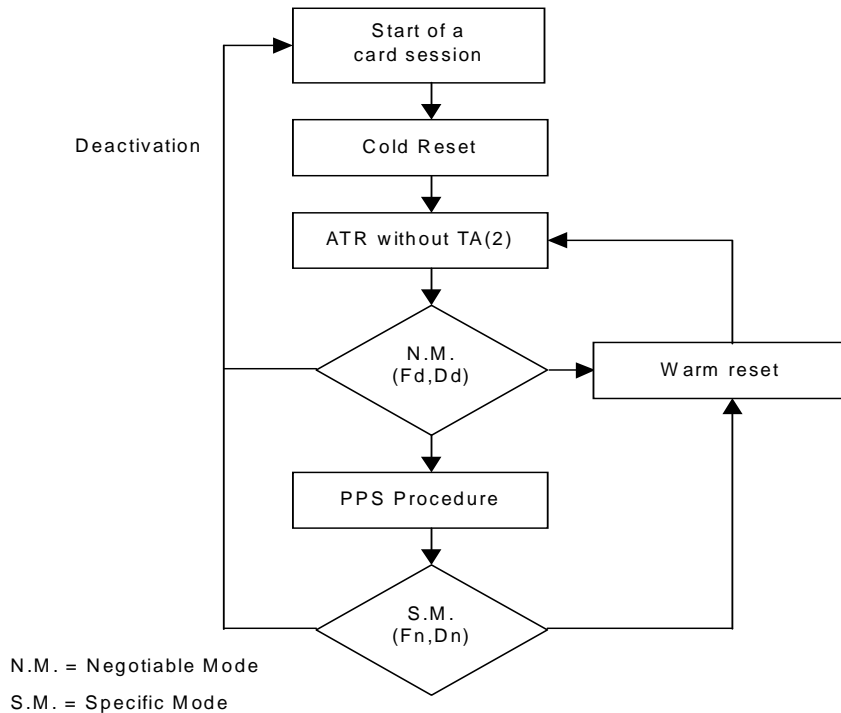 Start of a
card session
Deactivation
Cold Reset
ATR without TA(2)
N.M.
(Fd,Dd)
Warm reset
PPS Procedure
S.M.
(Fn,Dn)
N.M. = Negotiable Mode
S.M. = Specific Mode